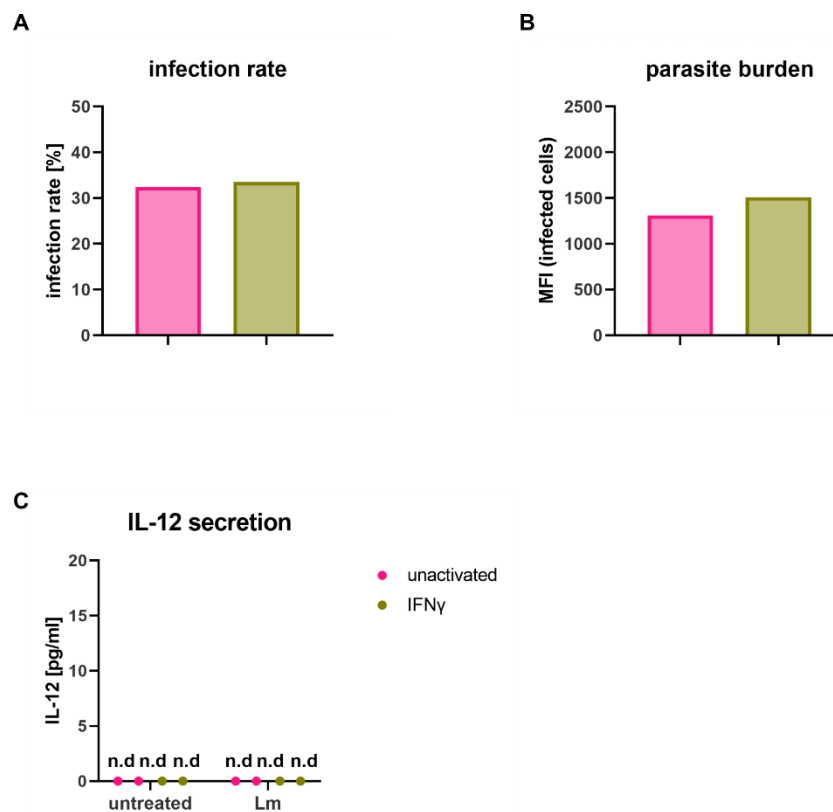 A
infection rate
infection rate [%]
50
40
30
20
10
0
B
parasite burden
MFI (infected cells)
2500
2000
1500
1000
500
0
C
IL-12 secretion
IL-12 [pg/ml]
20
15
10
5
0
n.d n.d n.d n.d n.d n.d
untreated Lm
unactivated
IFNγ